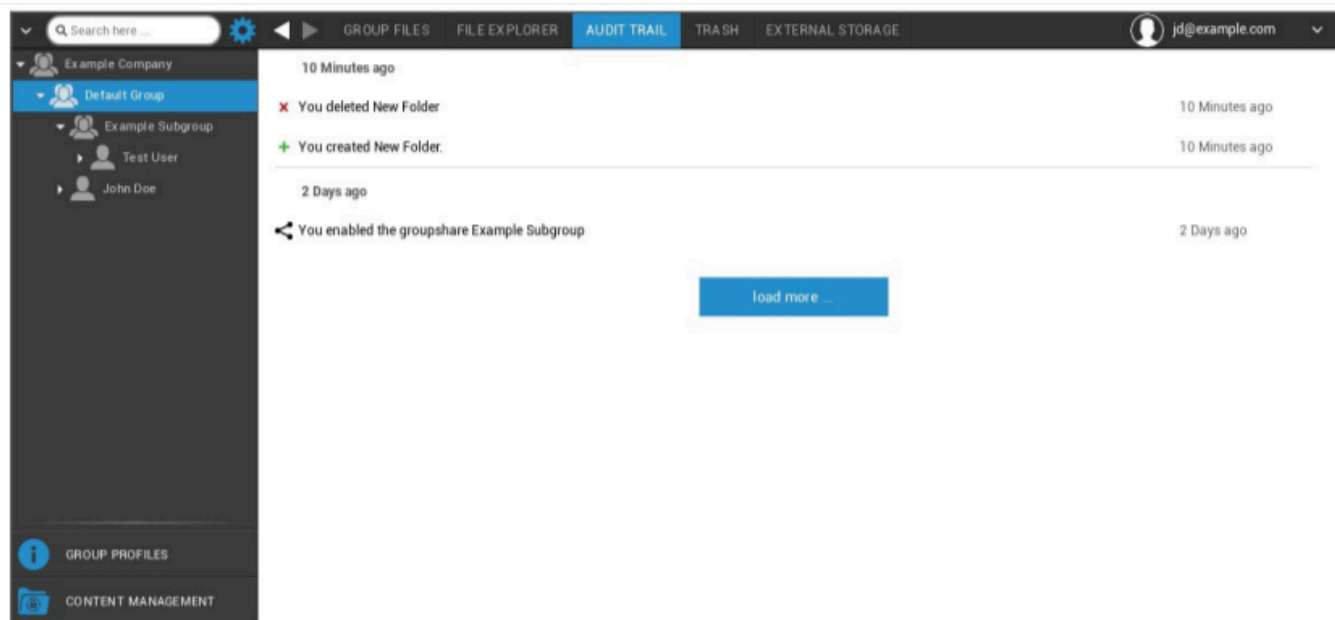 Search here ...
GROUP FILES FILE EXPLORER AUDIT TRAIL TRASH EXTERNAL STORAGE jd@example.com
Example Company
Default Group
Example Subgroup
Test User
John Doe
GROUP PROFILES
CONTENT MANAGEMENT
10 Minutes ago
You deleted New Folder 10 Minutes ago
You created New Folder. 10 Minutes ago
2 Days ago
You enabled the groupshare Example Subgroup 2 Days ago
load more ...